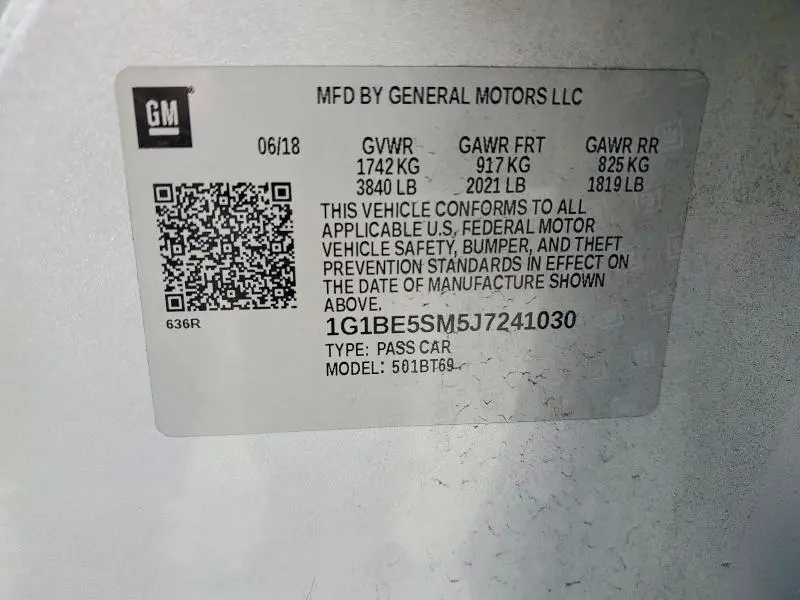 GM
MFD BY GENERAL MOTORS LLC
06/18 GVWR GAWR FRT GAWR RR
1742 KG 917 KG 825 KG
3840 LB 2021 LB 1819 LB
THIS VEHICLE CONFORMS TO ALL
APPLICABLE U.S. FEDERAL MOTOR
VEHICLE SAFETY, BUMPER, AND THEFT
PREVENTION STANDARDS IN EFFECT ON
THE DATE OF MANUFACTURE SHOWN
ABOVE.
636R
1G1BE5SM5J7241030
TYPE: PASS CAR
MODEL: 501BT69